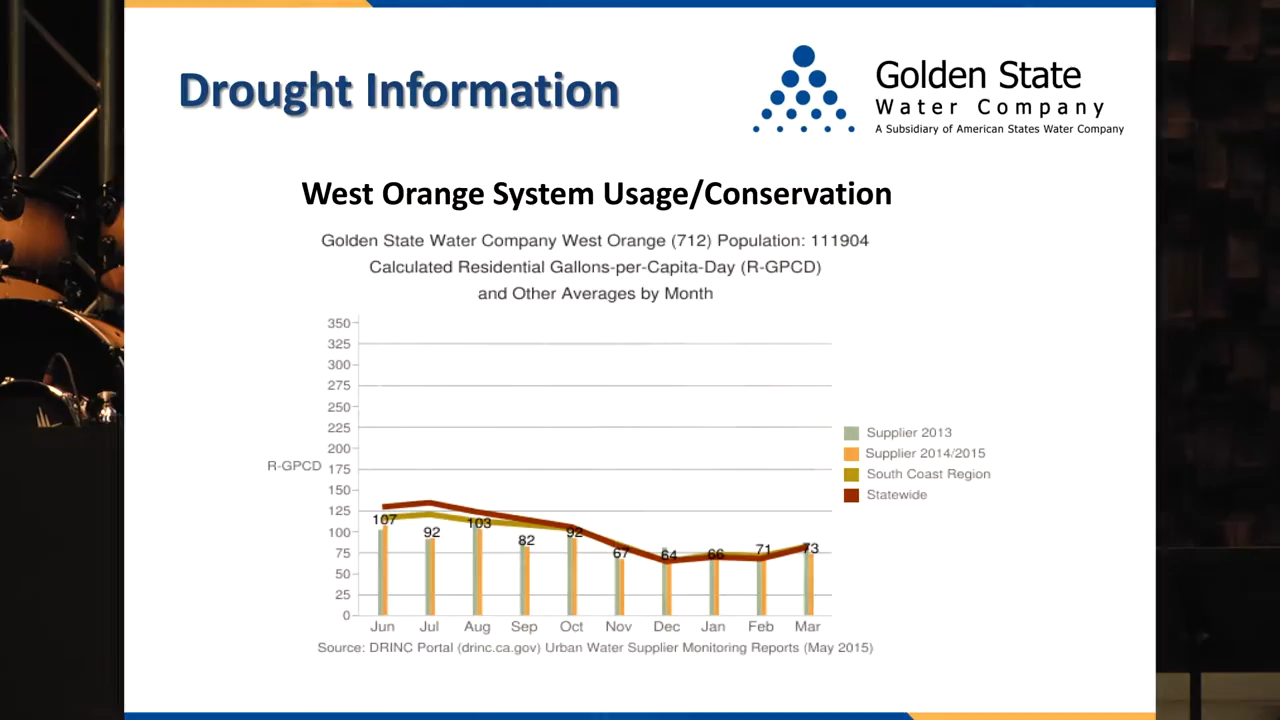 Drought Information
Golden State
Water Company
A Subsidiary of American States Water Company
West Orange System Usage/Conservation
Golden State Water Company West Orange (712) Population: 111904
Calculated Residential Gallons-per-Capita-Day (R-GPCD)
and Other Averages by Month
350
325
300
275
250
225
200
R-GPCD 175
150
125
100
75
50
25
0
107 92 103 82 92 67 64 66 71 73
Jun Jul Aug Sep Oct Nov Dec Jan Feb Mar
Supplier 2013
Supplier 2014/2015
South Coast Region
Statewide
Source: DRINC Portal (drinc.ca.gov) Urban Water Supplier Monitoring Reports (May 2015)